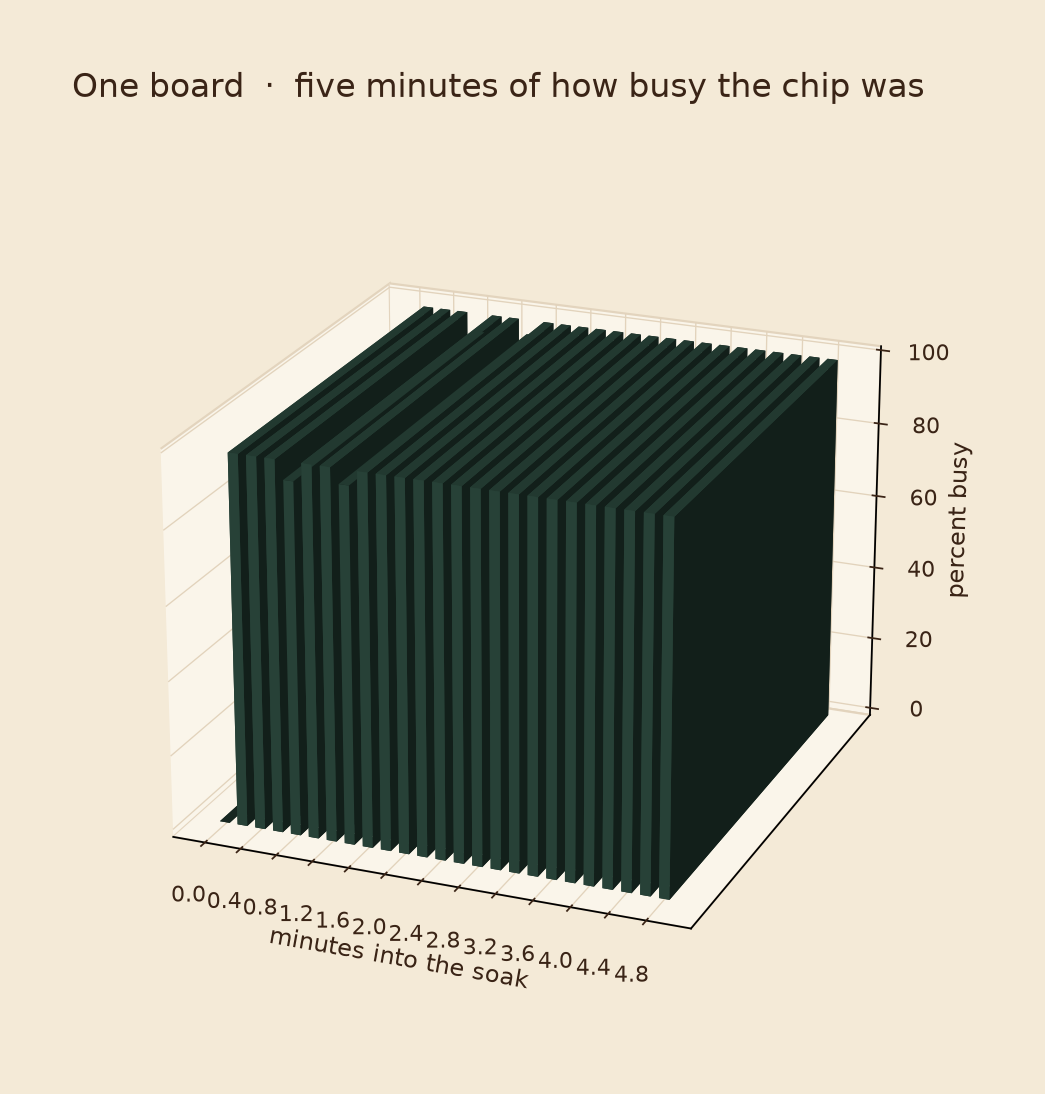 One board · five minutes of how busy the chip was
100
80
60
40
20
0
percent busy
0.0 0.4 0.8 1.2 1.6 2.0 2.4 2.8 3.2 3.6 4.0 4.4 4.8
minutes into the soak